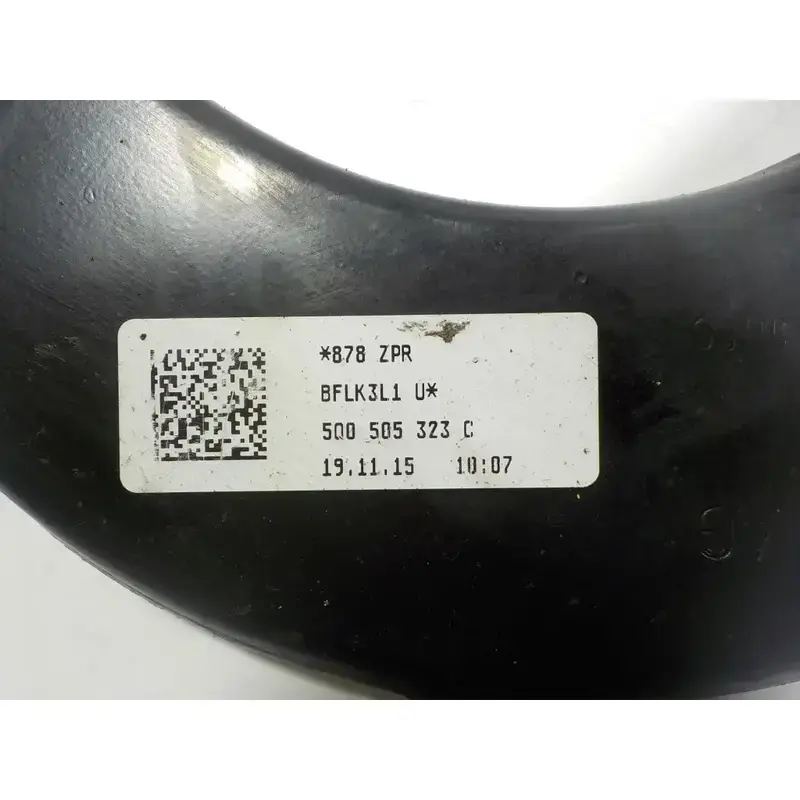 *878 ZPR
BFLK3L1 U*
5Q0 505 323 C
19.11.15 10:07